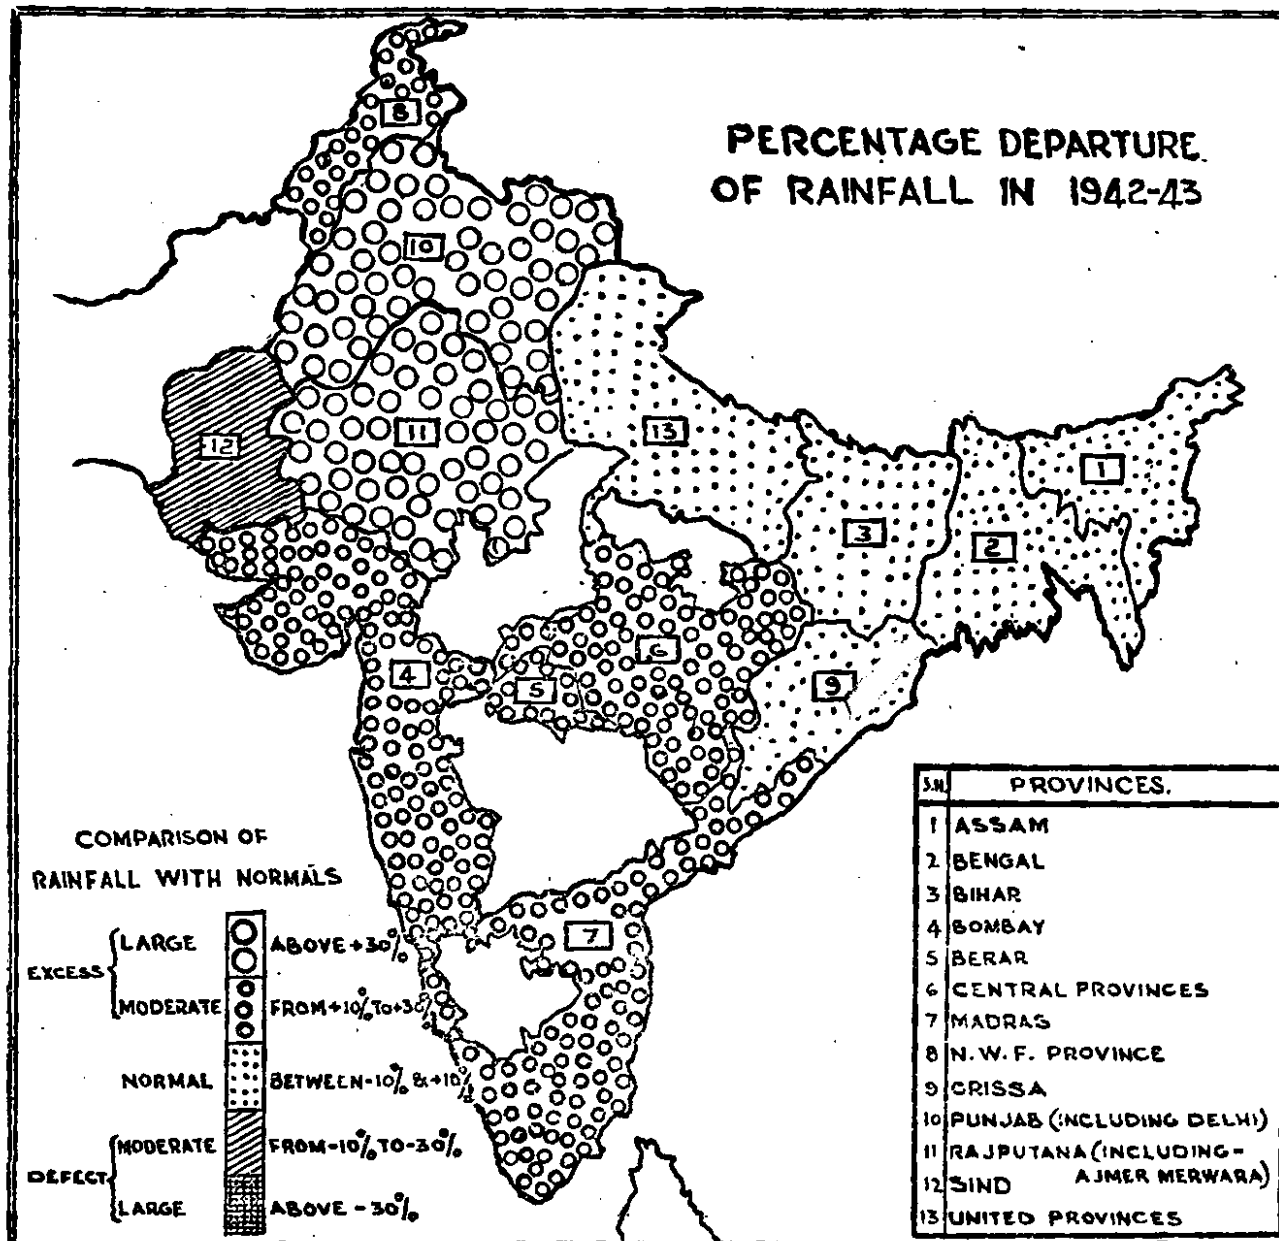 PERCENTAGE DEPARTURE.
OF RAINFALL IN 1942-43
8
10
11
12
13
1
2
3
4
5
6
7
9
COMPARISON OF
RAINFALL WITH NORMALS
EXCESS
LARGE ABOVE +30%
MODERATE FROM +10% TO +30%
NORMAL BETWEEN -10% & +10%
DEFECT
MODERATE FROM -10% TO -30%
LARGE ABOVE -30%
S.N. PROVINCES.
1 ASSAM
2 BENGAL
3 BIHAR
4 BOMBAY
5 BERAR
6 CENTRAL PROVINCES
7 MADRAS
8 N.W.F. PROVINCE
9 ORISSA
10 PUNJAB (INCLUDING DELHI)
11 RAJPUTANA (INCLUDING-
AJMER MERWARA)
12 SIND
13 UNITED PROVINCES